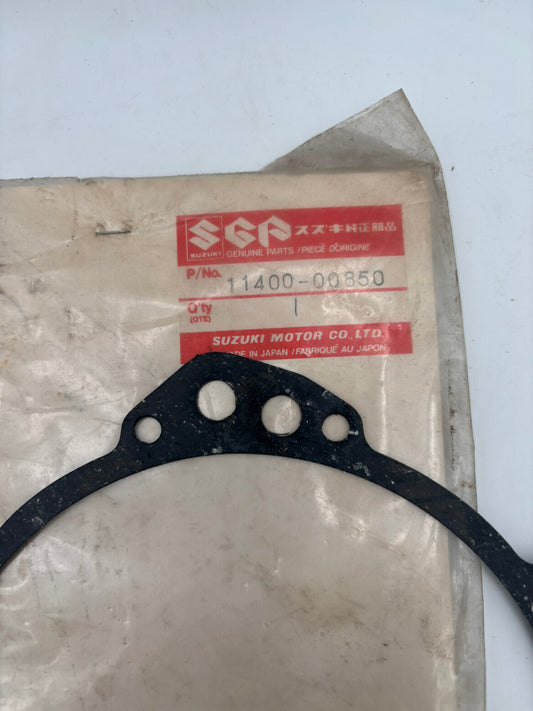 SGP スズキ純正部品
SUZUKI GENUINE PARTS / PIÈCE D'ORIGINE
P/No. 11400-00850
Q'ty 1
(QTE)
SUZUKI MOTOR CO.,LTD.
MADE IN JAPAN / FABRIQUÉ AU JAPON